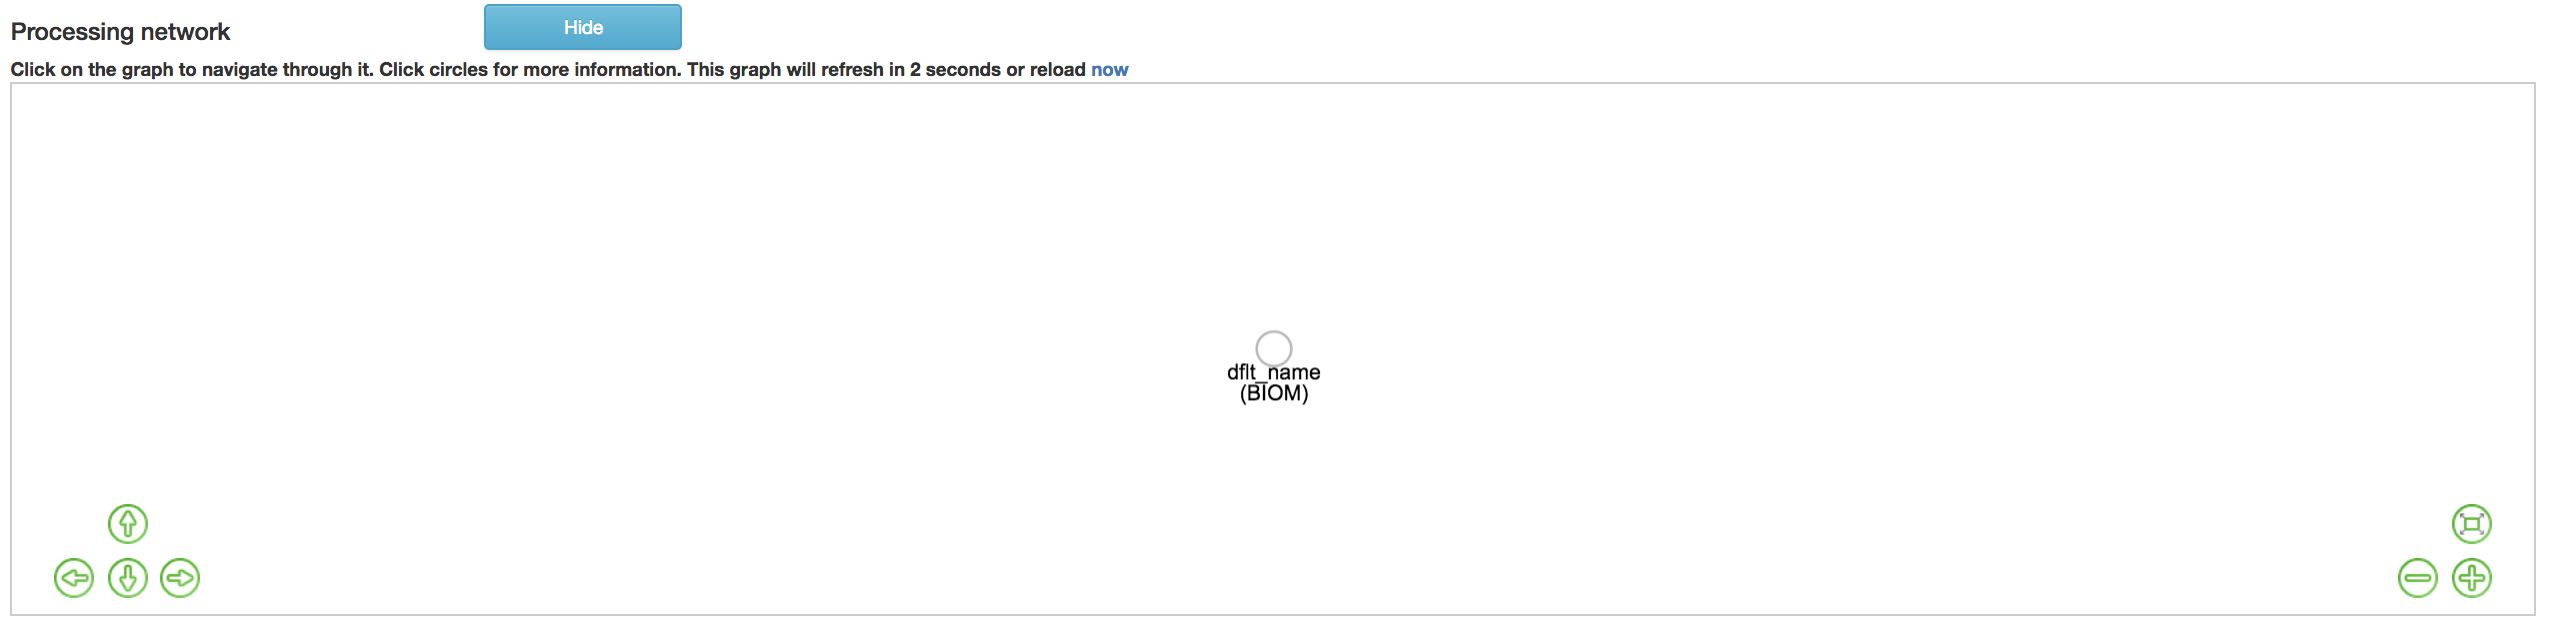 Processing network
Hide
Click on the graph to navigate through it. Click circles for more information. This graph will refresh in 2 seconds or reload now
dflt_name
(BIOM)